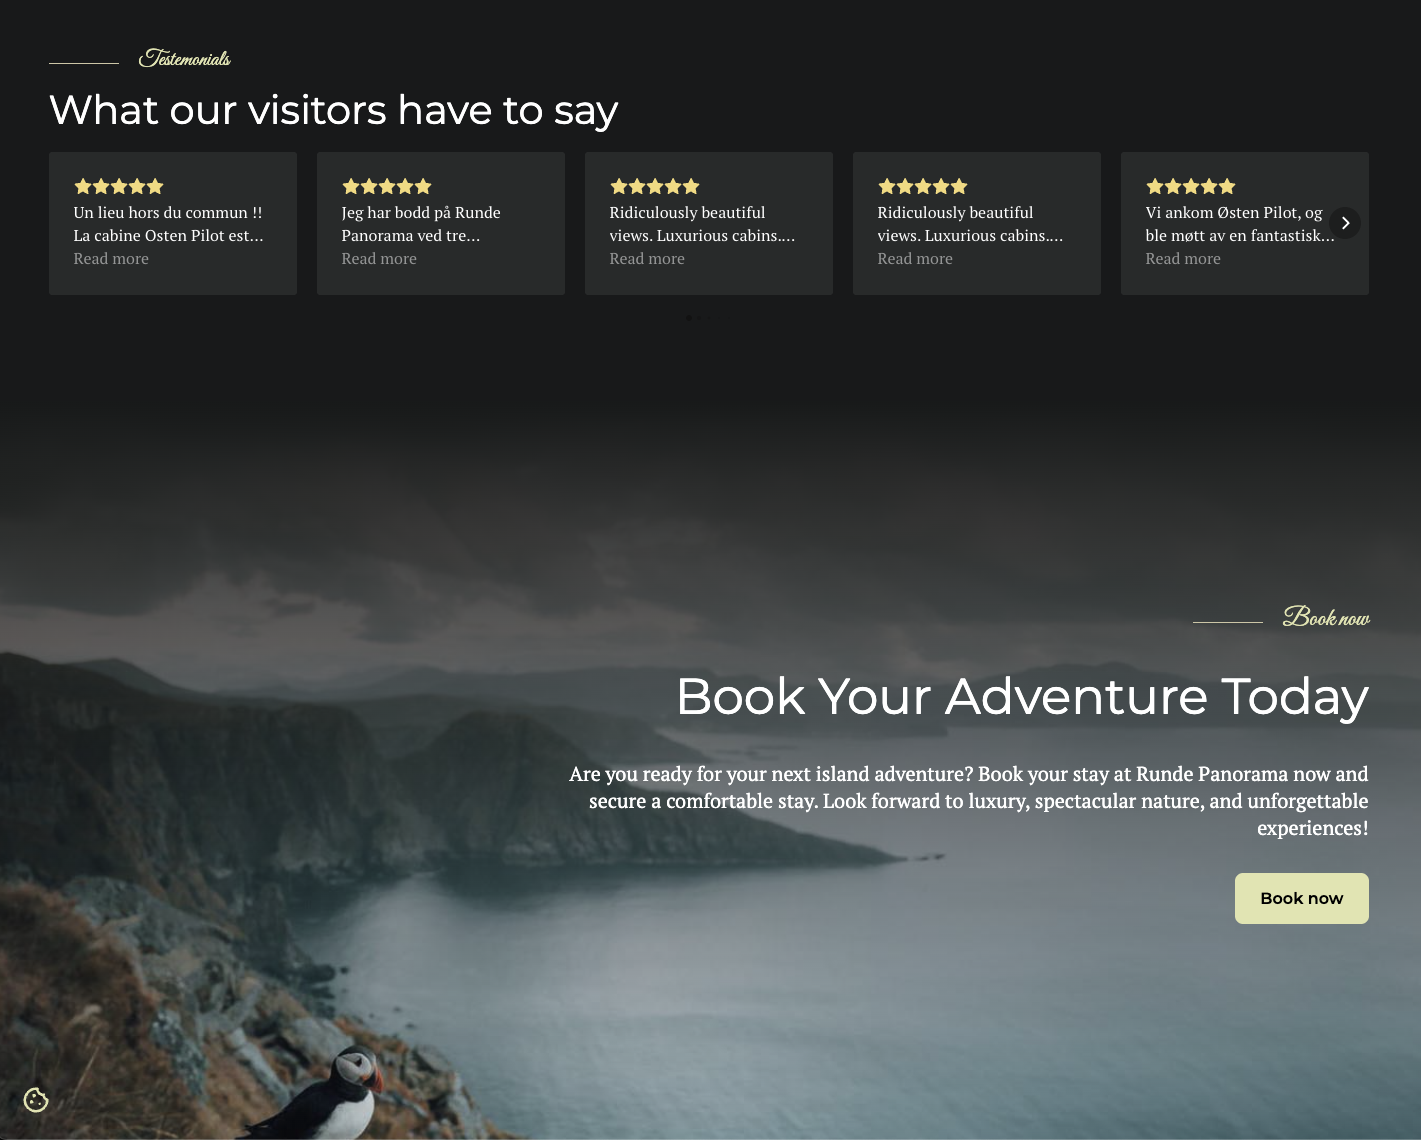 Testemonials
What our visitors have to say
Un lieu hors du commun !!
La cabine Osten Pilot est...
Read more
Jeg har bodd på Runde
Panorama ved tre...
Read more
Ridiculously beautiful
views. Luxurious cabins....
Read more
Ridiculously beautiful
views. Luxurious cabins....
Read more
Vi ankom Østen Pilot, og
ble møtt av en fantastisk...
Read more
Book now
Book Your Adventure Today
Are you ready for your next island adventure? Book your stay at Runde Panorama now and
secure a comfortable stay. Look forward to luxury, spectacular nature, and unforgettable
experiences!
Book now